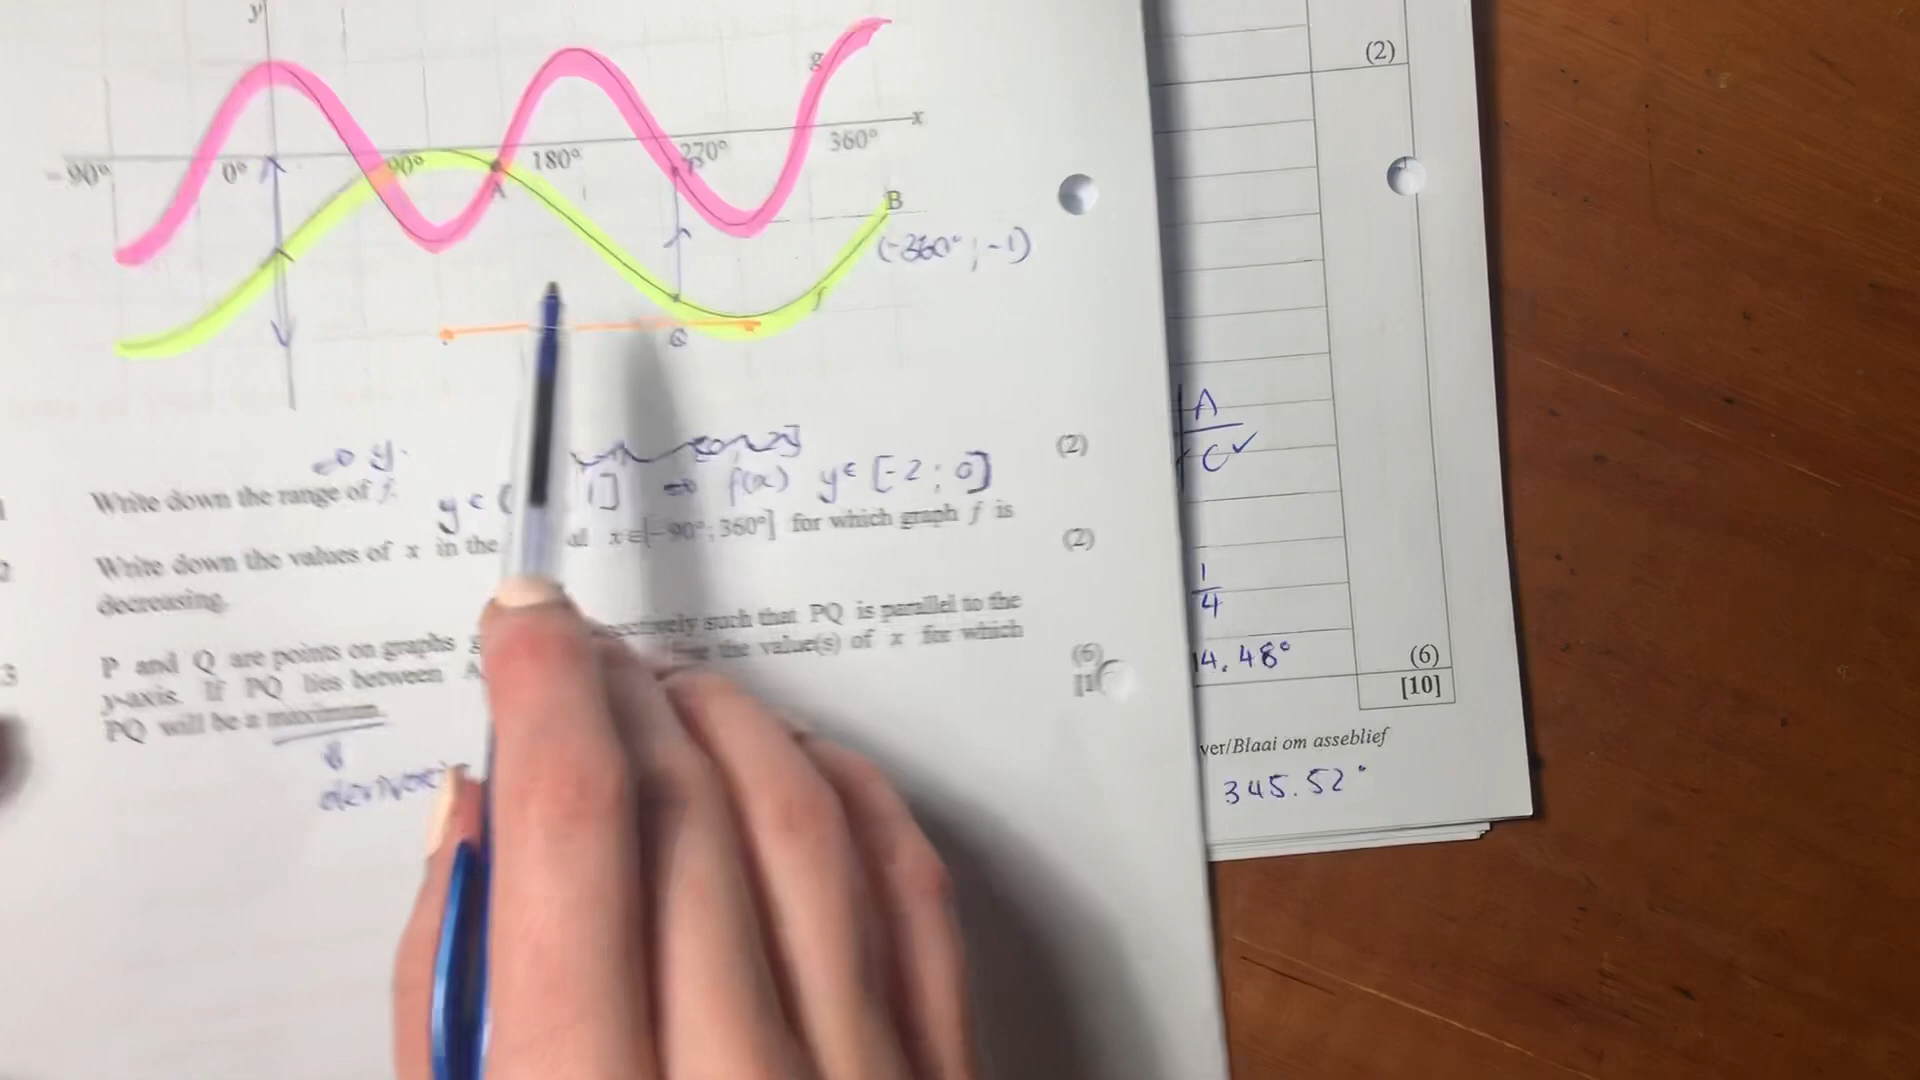 y
(2)
g
x
-90° 0° 90° 180° 270° 360°
A
B
(-360° ; -1)
f
Q
A
C ✓
(2)
Write down the range of f.
y ∈ 1] f(x) y ∈ [-2 ; 0]
Write down the values of x in the x∈[-90°; 360°] for which graph f is
decreasing.
(2)
1
4
3
P and Q are points on graphs such that PQ is parallel to the
y-axis. If PQ lies between A the value(s) of x for which
PQ will be a maximum.
(6)
14.48°
(6)
[10]
ver/Blaai om asseblief
345.52°